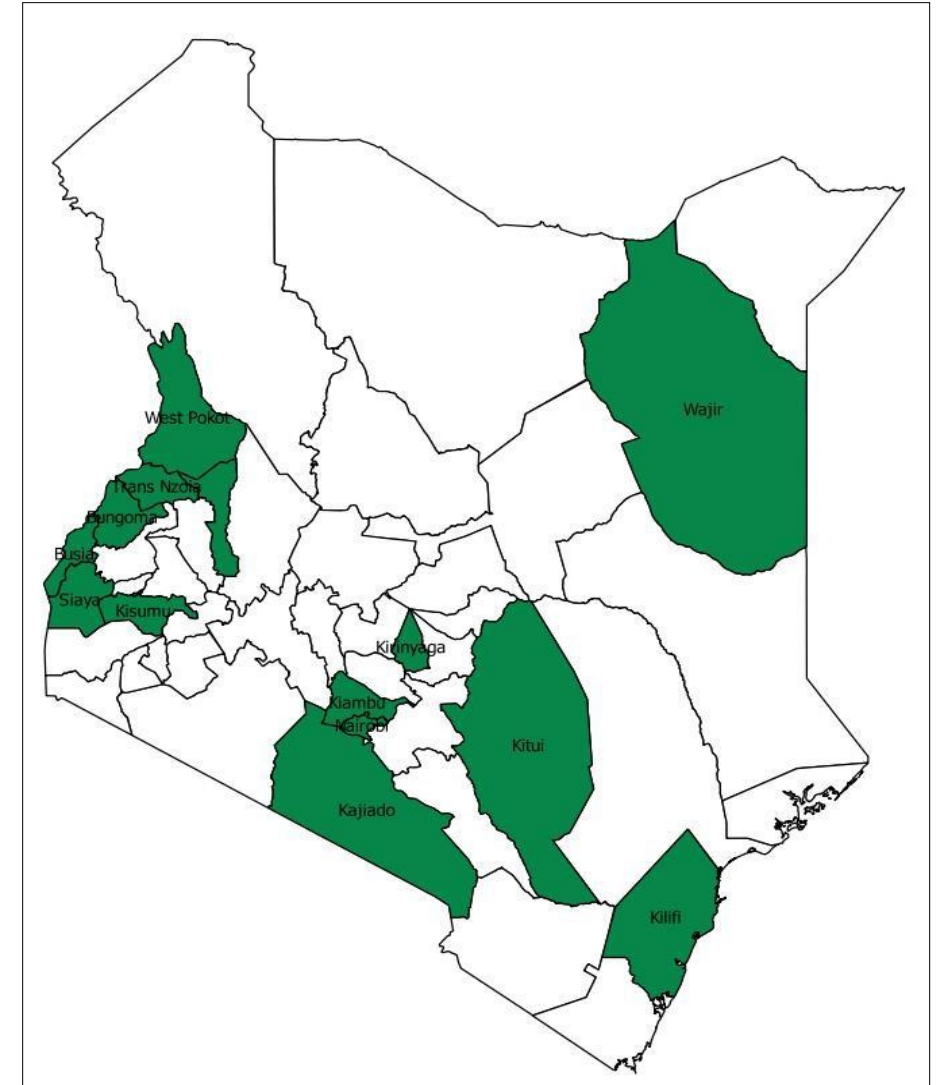 Wajir
West Pokot
Trans Nzoia
Bungoma
Busia
Siaya
Kisumu
Kirinyaga
Kiambu
Nairobi
Kitui
Kajiado
Kilifi